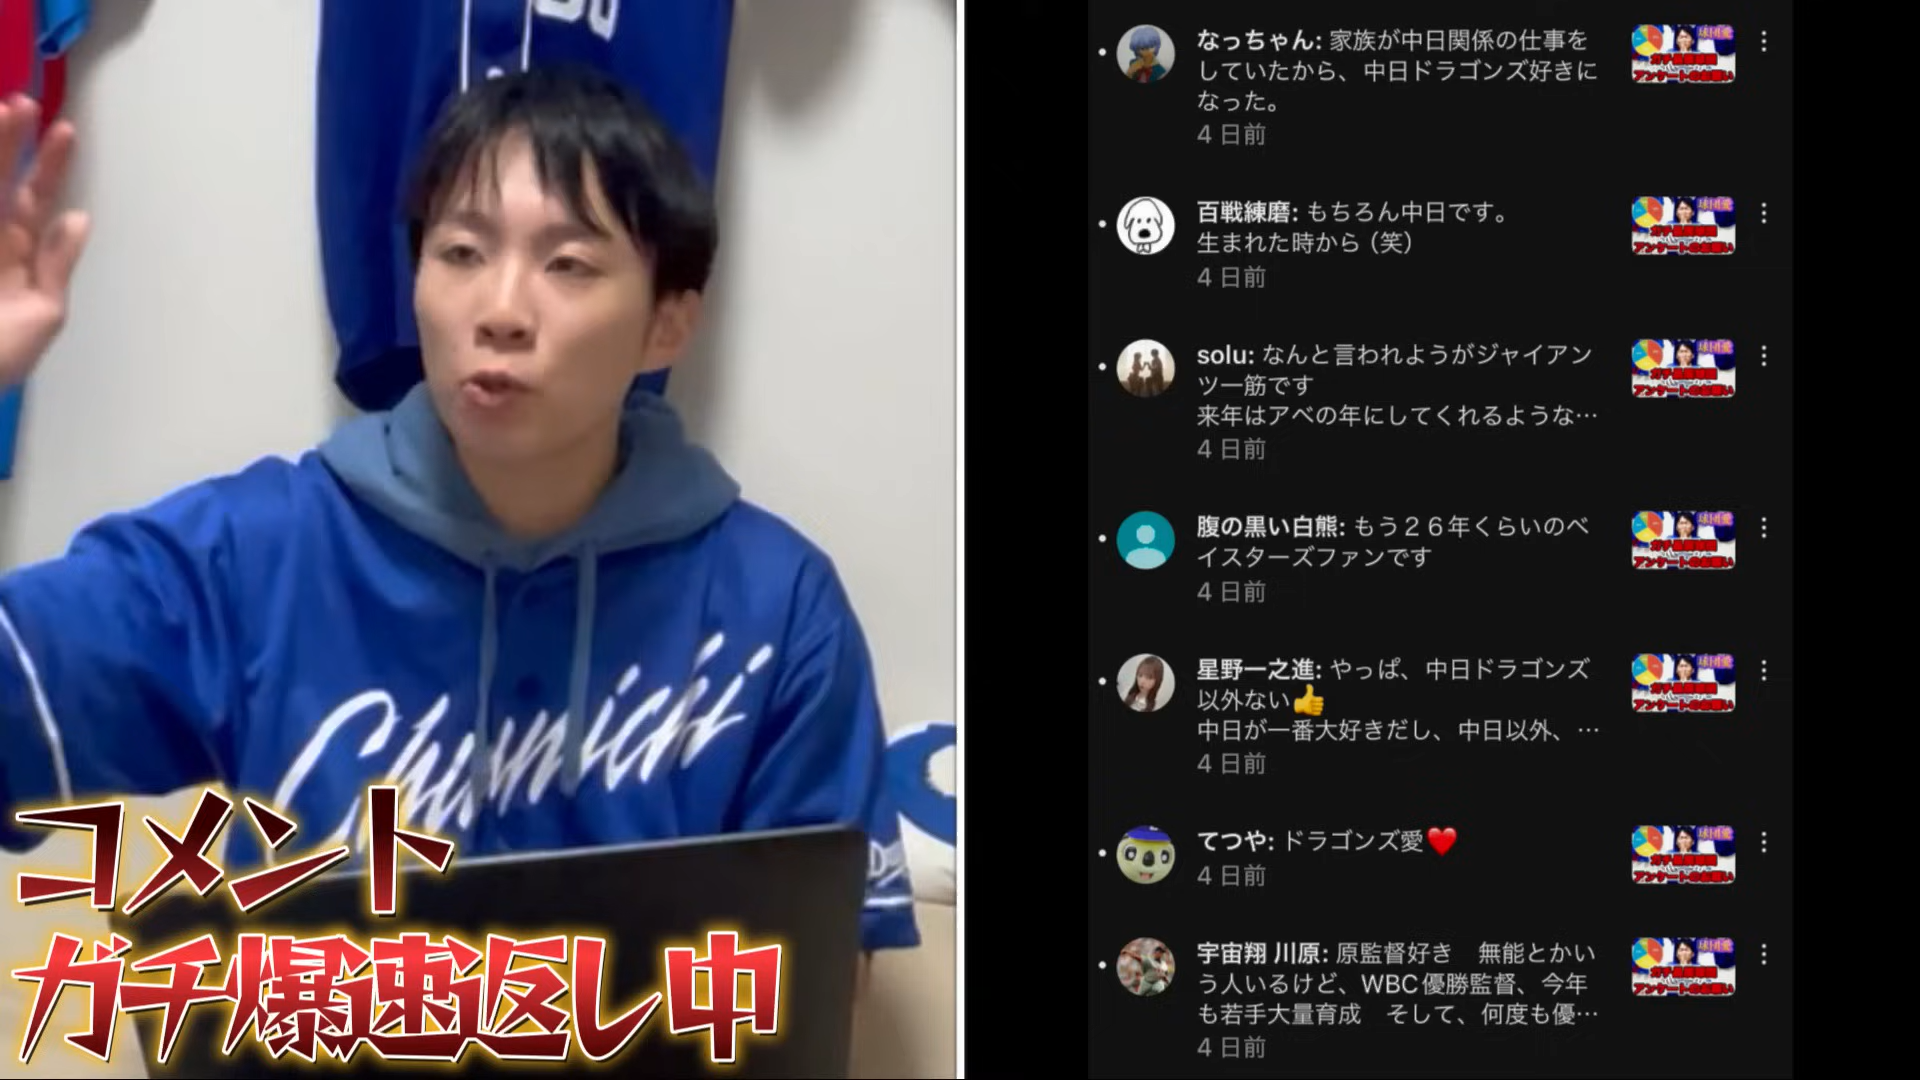 Chunichi
コメント
ガチ爆速返し中
なっちゃん: 家族が中日関係の仕事を
していたから、中日ドラゴンズ好きに
なった。
4 日前
百戦練磨: もちろん中日です。
生まれた時から（笑）
4 日前
solu: なんと言われようがジャイアン
ツ一筋です
来年はアベの年にしてくれるような…
4 日前
腹の黒い白熊: もう２６年くらいのベ
イスターズファンです
4 日前
星野一之進: やっぱ、中日ドラゴンズ
以外ない👍
中日が一番大好きだし、中日以外、…
4 日前
てつや: ドラゴンズ愛❤️
4 日前
宇宙翔 川原: 原監督好き　無能とかい
う人いるけど、WBC優勝監督、今年
も若手大量育成　そして、何度も優…
4 日前